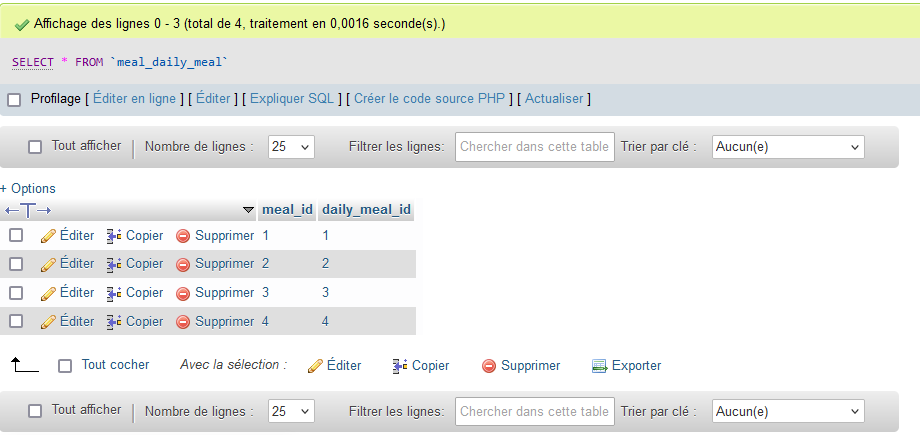 Affichage des lignes 0 - 3 (total de 4, traitement en 0,0016 seconde(s).)
SELECT * FROM `meal_daily_meal`
Profilage [ Éditer en ligne ] [ Éditer ] [ Expliquer SQL ] [ Créer le code source PHP ] [ Actualiser ]
Tout afficher Nombre de lignes : 25 Filtrer les lignes: Chercher dans cette table Trier par clé : Aucun(e)
+ Options
←T→ meal_id daily_meal_id
Éditer Copier Supprimer 1 1
Éditer Copier Supprimer 2 2
Éditer Copier Supprimer 3 3
Éditer Copier Supprimer 4 4
Tout cocher Avec la sélection : Éditer Copier Supprimer Exporter
Tout afficher Nombre de lignes : 25 Filtrer les lignes: Chercher dans cette table Trier par clé : Aucun(e)